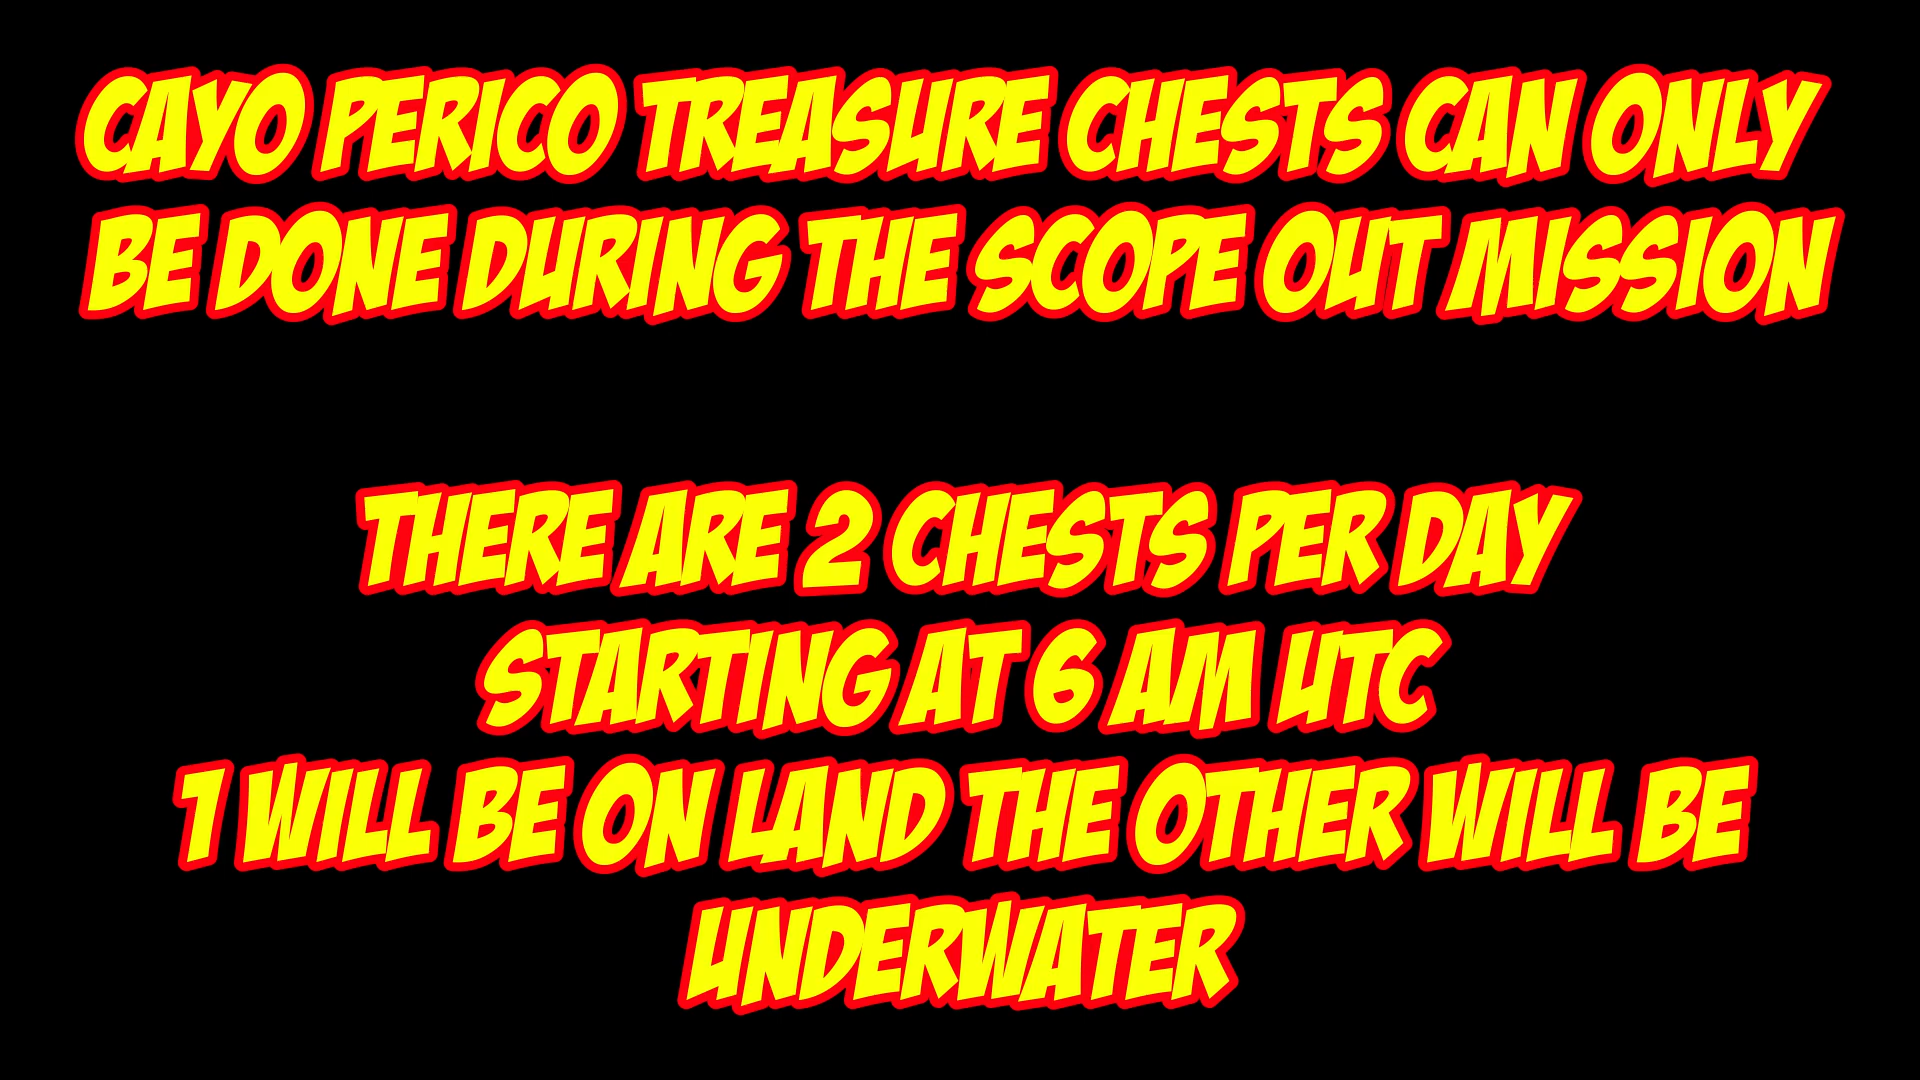 CAYO PERICO TREASURE CHESTS CAN ONLY
BE DONE DURING THE SCOPE OUT MISSION
THERE ARE 2 CHESTS PER DAY
STARTING AT 6 AM UTC
1 WILL BE ON LAND THE OTHER WILL BE
UNDERWATER